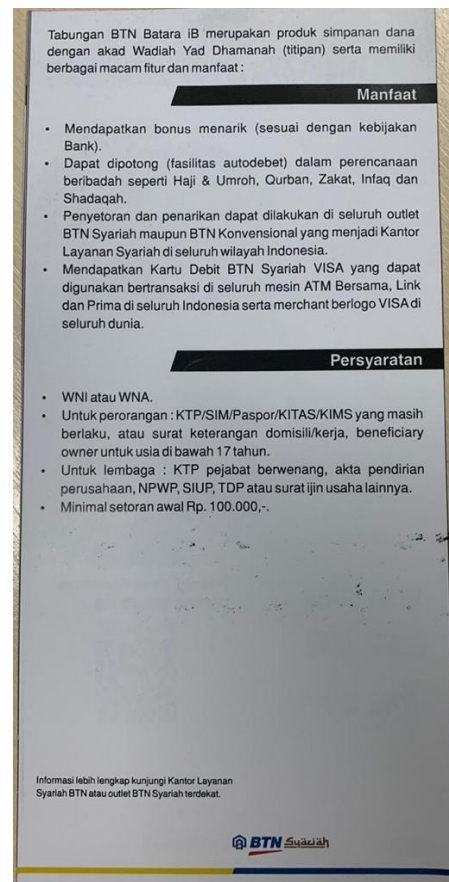 Tabungan BTN Batara iB merupakan produk simpanan dana
dengan akad Wadiah Yad Dhamanah (titipan) serta memiliki
berbagai macam fitur dan manfaat :
Manfaat
• Mendapatkan bonus menarik (sesuai dengan kebijakan
Bank).
• Dapat dipotong (fasilitas autodebet) dalam perencanaan
beribadah seperti Haji & Umroh, Qurban, Zakat, Infaq dan
Shadaqah.
• Penyetoran dan penarikan dapat dilakukan di seluruh outlet
BTN Syariah maupun BTN Konvensional yang menjadi Kantor
Layanan Syariah di seluruh wilayah Indonesia.
• Mendapatkan Kartu Debit BTN Syariah VISA yang dapat
digunakan bertransaksi di seluruh mesin ATM Bersama, Link
dan Prima di seluruh Indonesia serta merchant berlogo VISA di
seluruh dunia.
Persyaratan
• WNI atau WNA.
• Untuk perorangan : KTP/SIM/Paspor/KITAS/KIMS yang masih
berlaku, atau surat keterangan domisili/kerja, beneficiary
owner untuk usia di bawah 17 tahun.
• Untuk lembaga : KTP pejabat berwenang, akta pendirian
perusahaan, NPWP, SIUP, TDP atau surat ijin usaha lainnya.
• Minimal setoran awal Rp. 100.000,-.
Informasi lebih lengkap kunjungi Kantor Layanan
Syariah BTN atau outlet BTN Syariah terdekat.
BTN Syariah